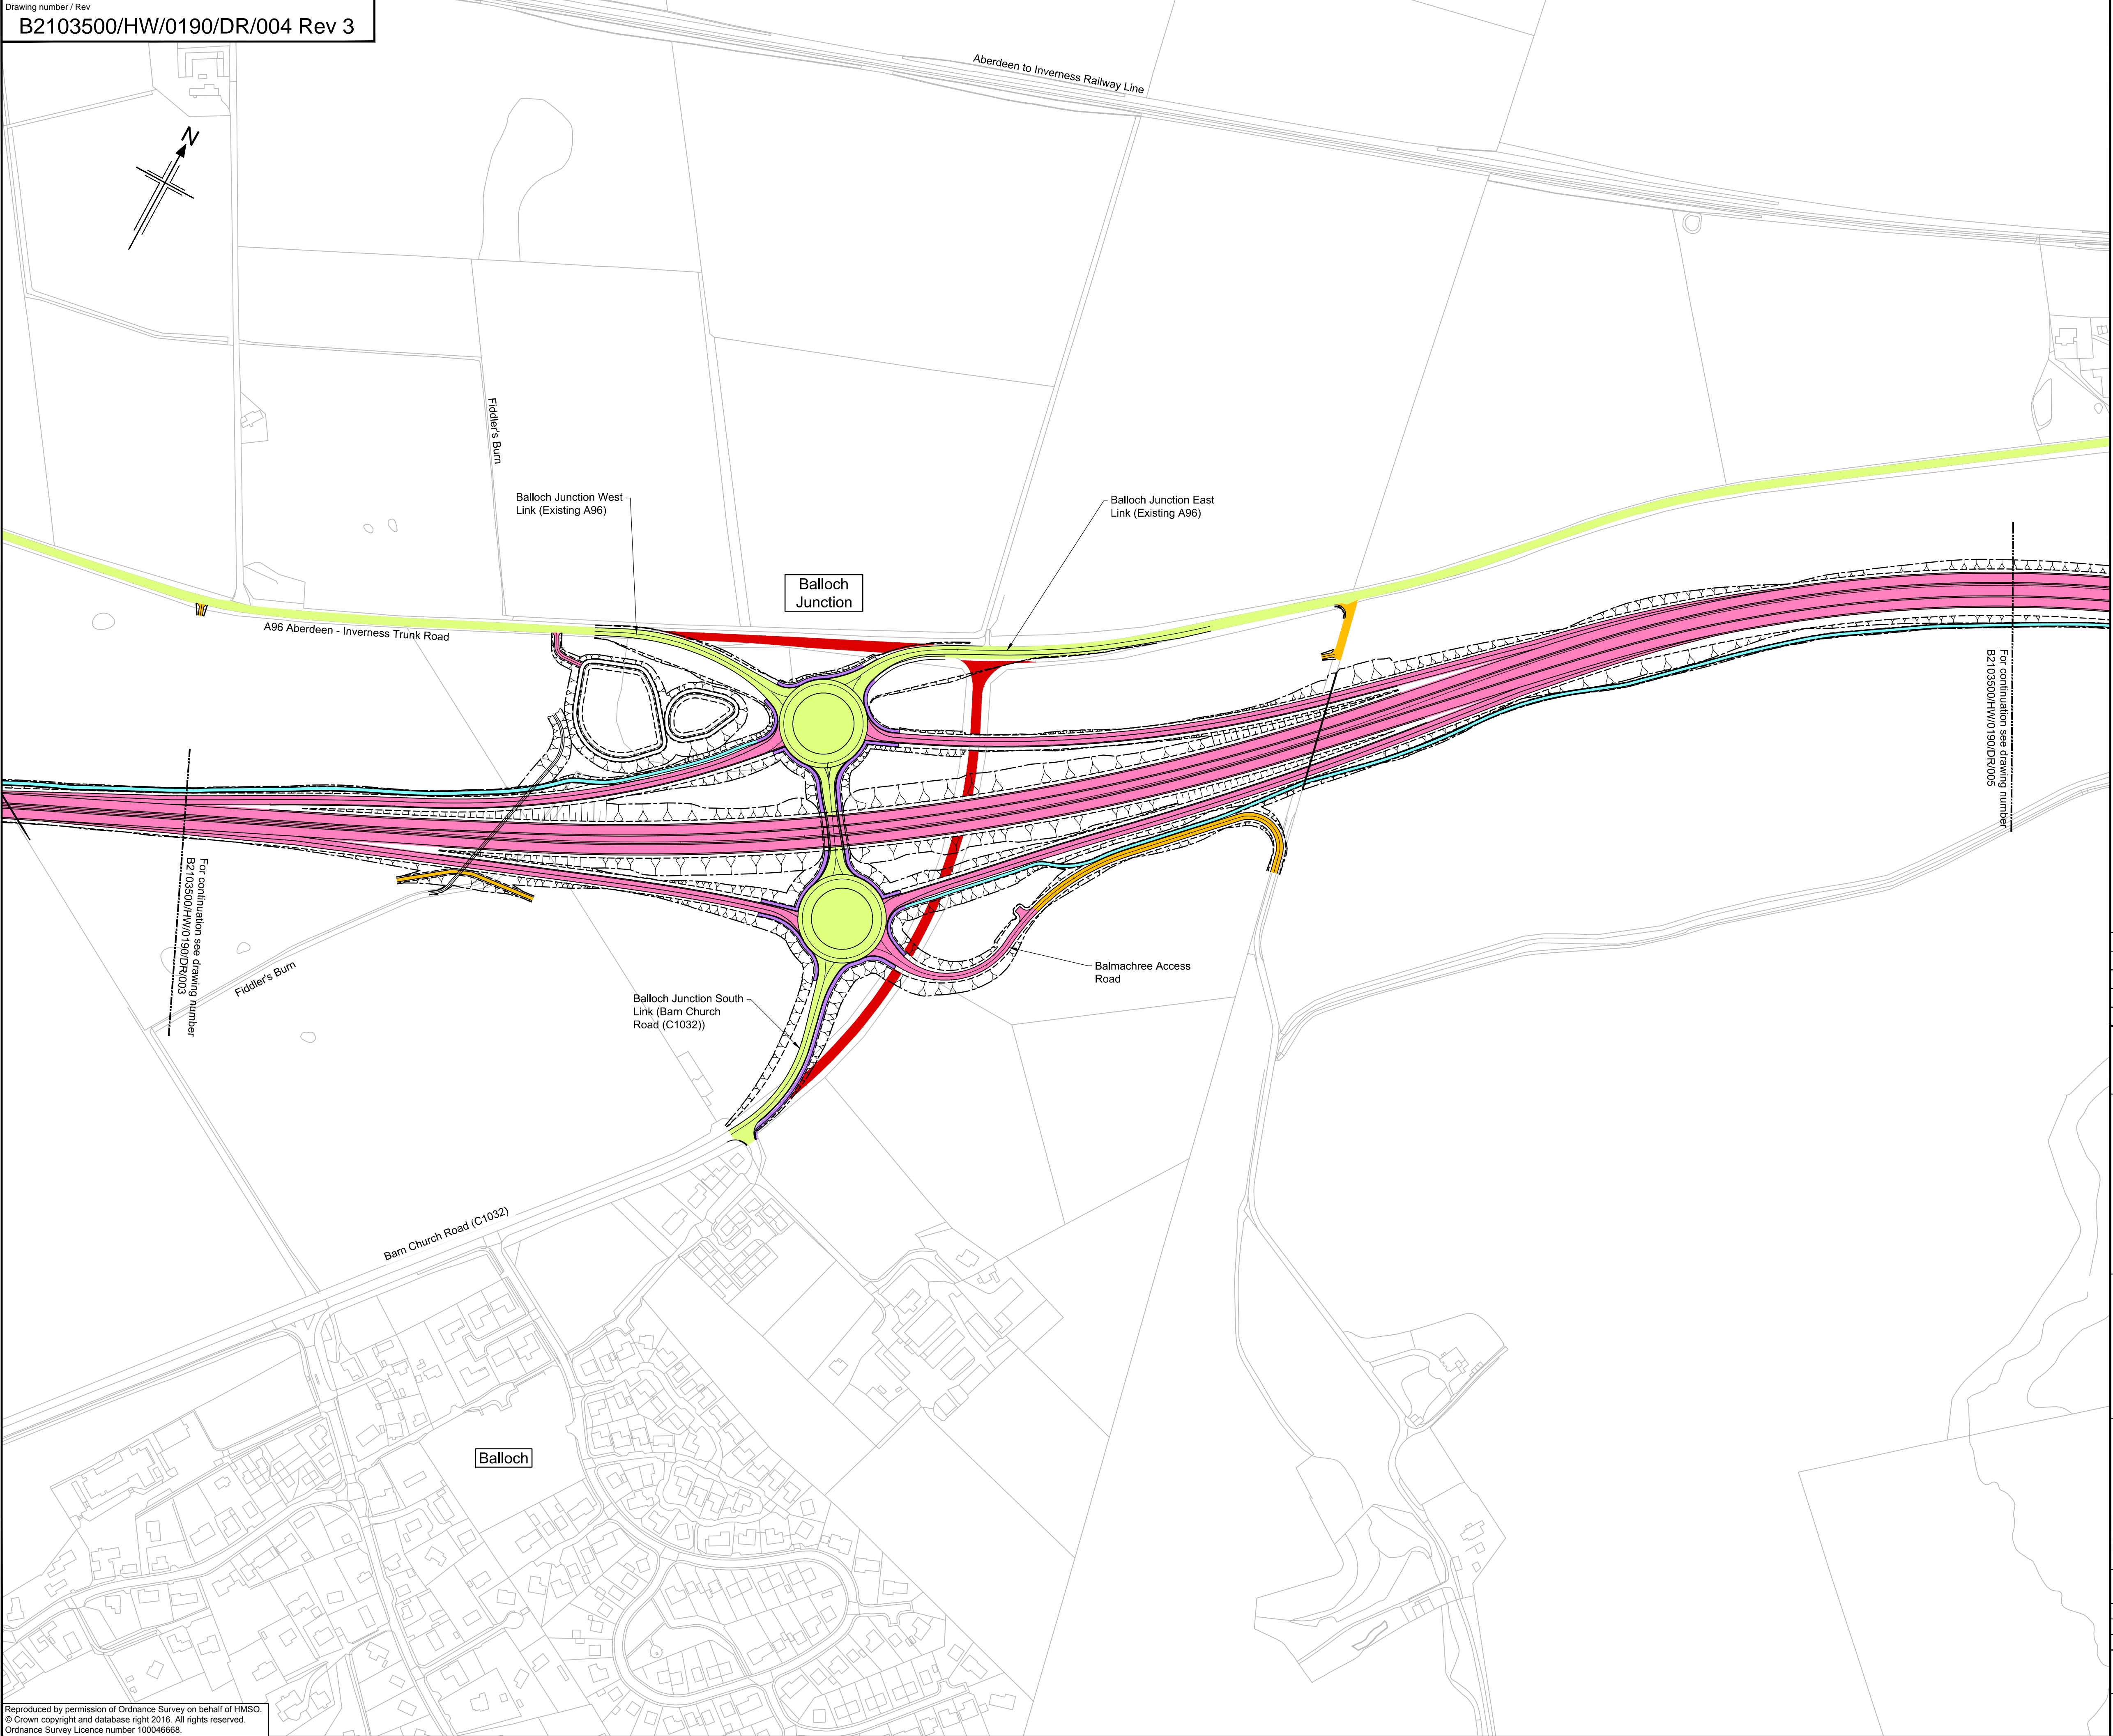 Drawing number / Rev
B2103500/HW/0190/DR/004 Rev 3
Aberdeen to Inverness Railway Line
N
Fiddler's Burn
Balloch Junction West
Link (Existing A96)
Balloch Junction East
Link (Existing A96)
Balloch
Junction
A96 Aberdeen - Inverness Trunk Road
For continuation see drawing number
B2103500/HW/0190/DR/005
For continuation see drawing number
B2103500/HW/0190/DR/003
Fiddler's Burn
Balmachree Access
Road
Balloch Junction South
Link (Barn Church
Road (C1032))
Barn Church Road (C1032)
Balloch
Reproduced by permission of Ordnance Survey on behalf of HMSO.
© Crown copyright and database right 2016. All rights reserved.
Ordnance Survey Licence number 100046668.